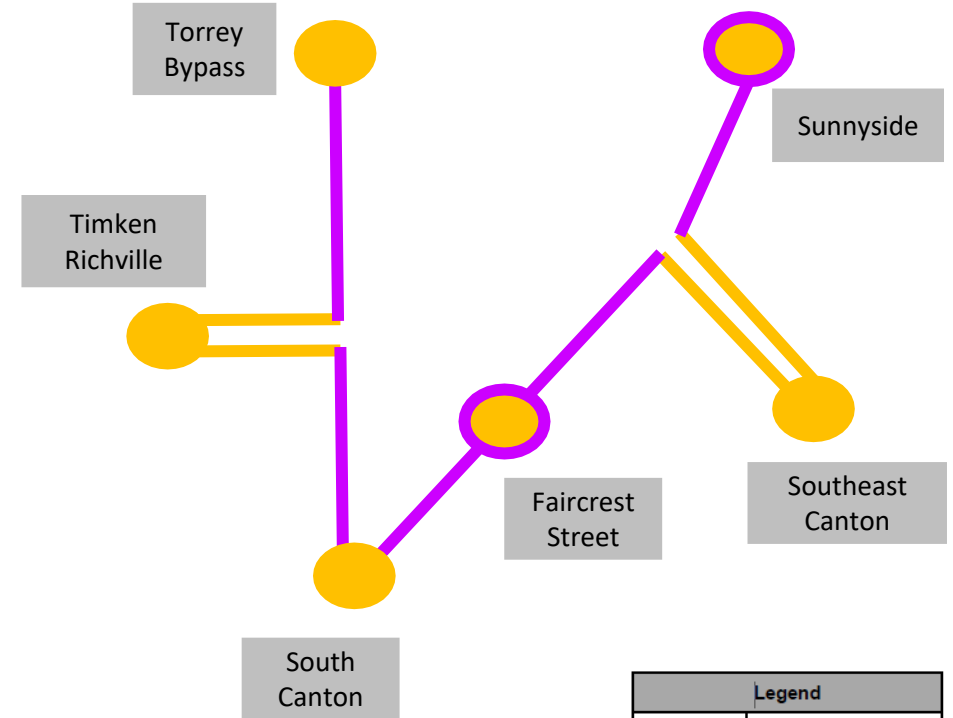 Torrey
Bypass
Sunnyside
Timken
Richville
Faircrest
Street
Southeast
Canton
South
Canton
Legend